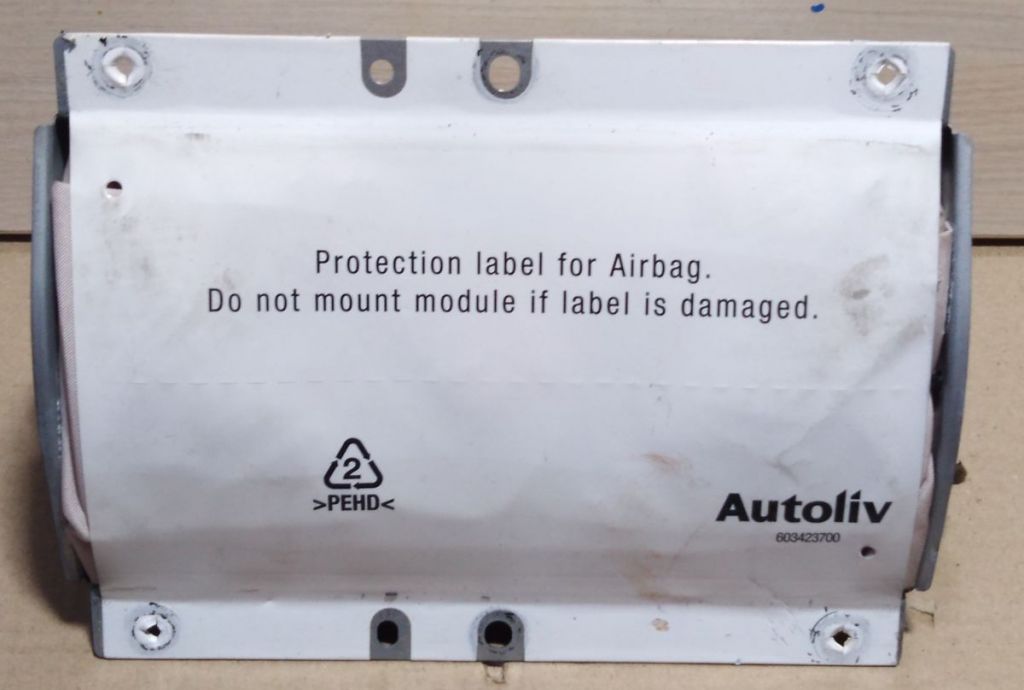 Protection label for Airbag.
Do not mount module if label is damaged.
2
>PEHD<
Autoliv
603423700